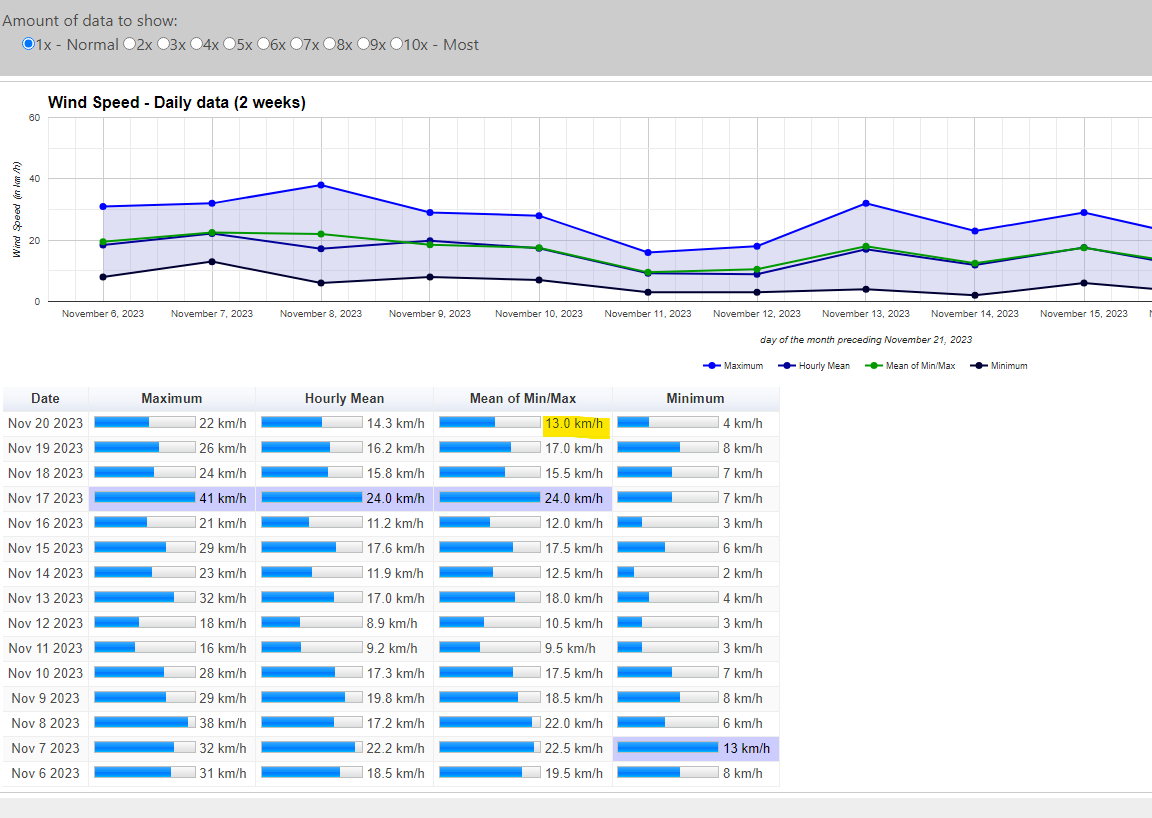 Amount of data to show:
1x - Normal 2x 3x 4x 5x 6x 7x 8x 9x 10x - Most
Wind Speed - Daily data (2 weeks)
60
40
20
0
Wind Speed (in km/h)
November 6, 2023 November 7, 2023 November 8, 2023 November 9, 2023 November 10, 2023 November 11, 2023 November 12, 2023 November 13, 2023 November 14, 2023 November 15, 2023
day of the month preceding November 21, 2023
Maximum Hourly Mean Mean of Min/Max Minimum
Date Maximum Hourly Mean Mean of Min/Max Minimum
Nov 20 2023 22 km/h 14.3 km/h 13.0 km/h 4 km/h
Nov 19 2023 26 km/h 16.2 km/h 17.0 km/h 8 km/h
Nov 18 2023 24 km/h 15.8 km/h 15.5 km/h 7 km/h
Nov 17 2023 41 km/h 24.0 km/h 24.0 km/h 7 km/h
Nov 16 2023 21 km/h 11.2 km/h 12.0 km/h 3 km/h
Nov 15 2023 29 km/h 17.6 km/h 17.5 km/h 6 km/h
Nov 14 2023 23 km/h 11.9 km/h 12.5 km/h 2 km/h
Nov 13 2023 32 km/h 17.0 km/h 18.0 km/h 4 km/h
Nov 12 2023 18 km/h 8.9 km/h 10.5 km/h 3 km/h
Nov 11 2023 16 km/h 9.2 km/h 9.5 km/h 3 km/h
Nov 10 2023 28 km/h 17.3 km/h 17.5 km/h 7 km/h
Nov 9 2023 29 km/h 19.8 km/h 18.5 km/h 8 km/h
Nov 8 2023 38 km/h 17.2 km/h 22.0 km/h 6 km/h
Nov 7 2023 32 km/h 22.2 km/h 22.5 km/h 13 km/h
Nov 6 2023 31 km/h 18.5 km/h 19.5 km/h 8 km/h